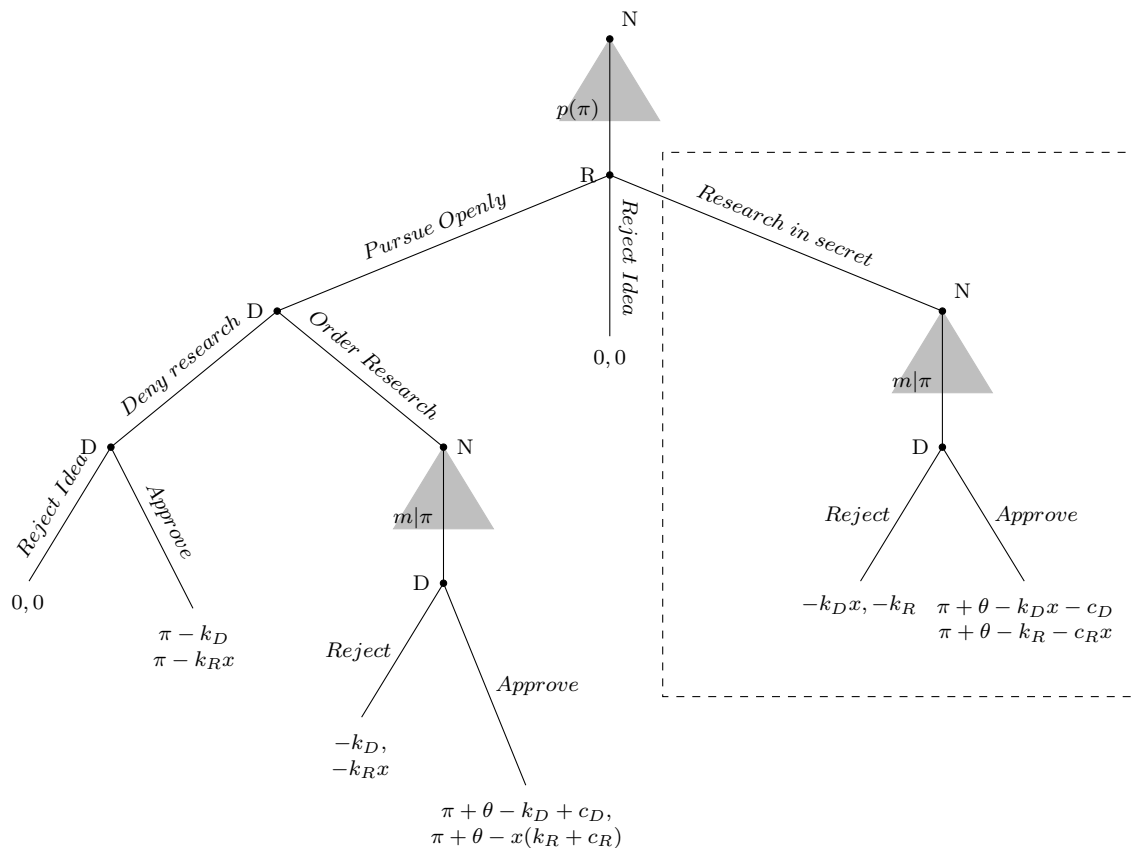 N
p(π)
R
Pursue Openly
Reject Idea
Research in secret
0, 0
D
Deny research
Order Research
N
m|π
D
Reject
Approve
−k_D x, −k_R
π + θ − k_D x − c_D
π + θ − k_R − c_R x
D
Reject Idea
Approve
0, 0
π − k_D
π − k_R x
N
m|π
D
Reject
Approve
−k_D,
−k_R x
π + θ − k_D + c_D,
π + θ − x(k_R + c_R)